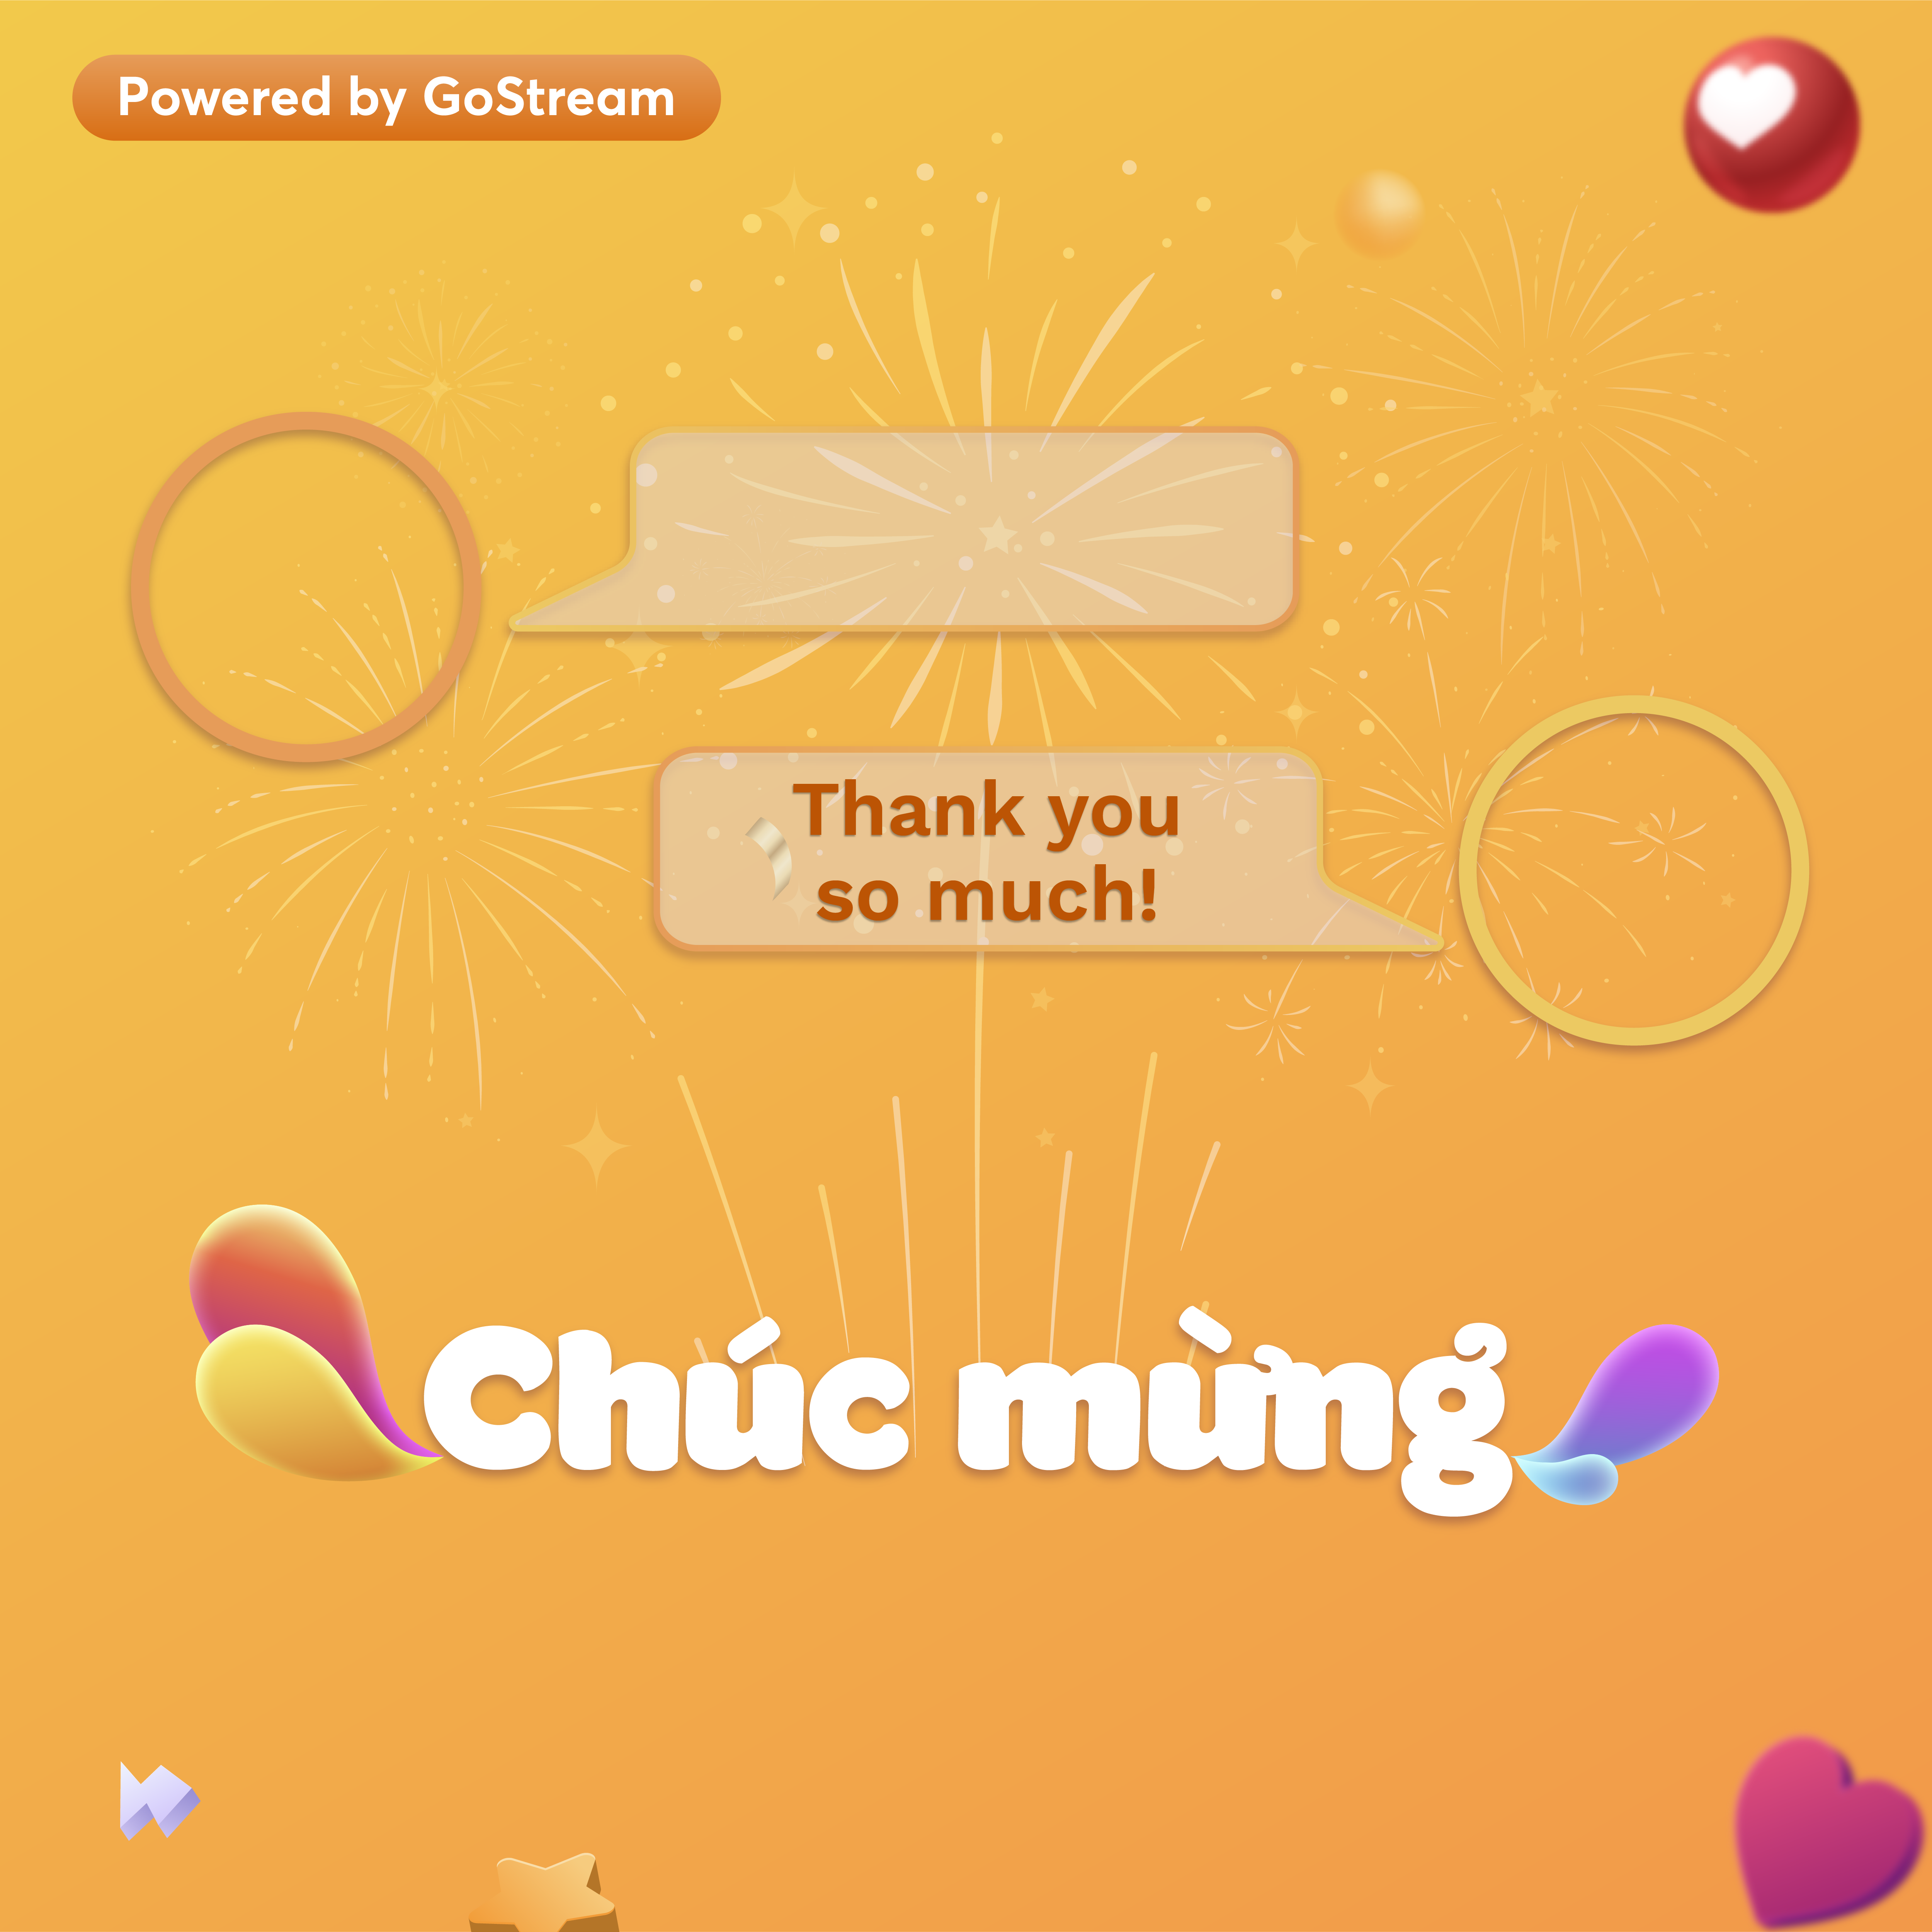 Powered by GoStream
Thank you
so much!
Chúc mừng